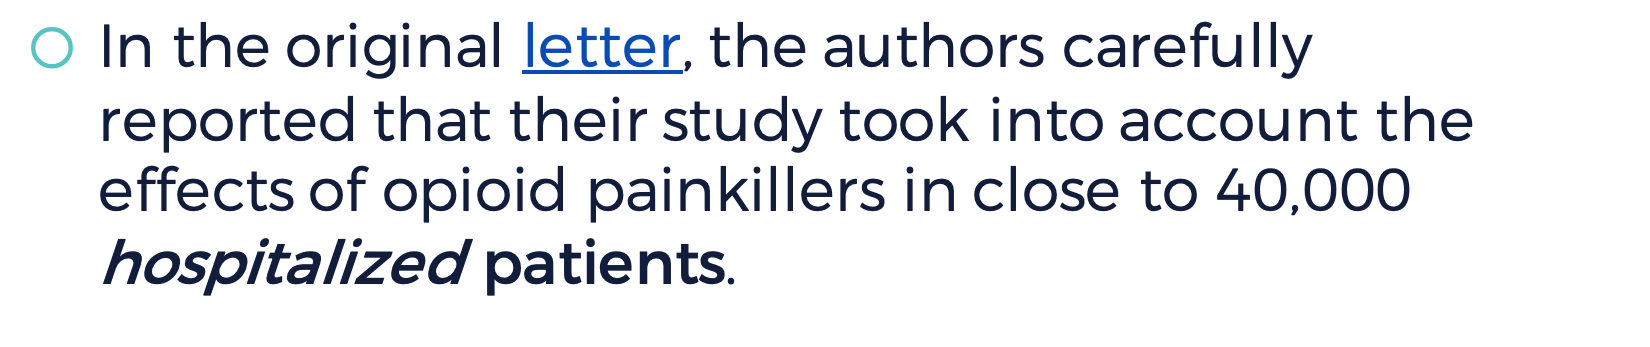 In the original letter, the authors carefully
reported that their study took into account the
effects of opioid painkillers in close to 40,000
hospitalized patients.